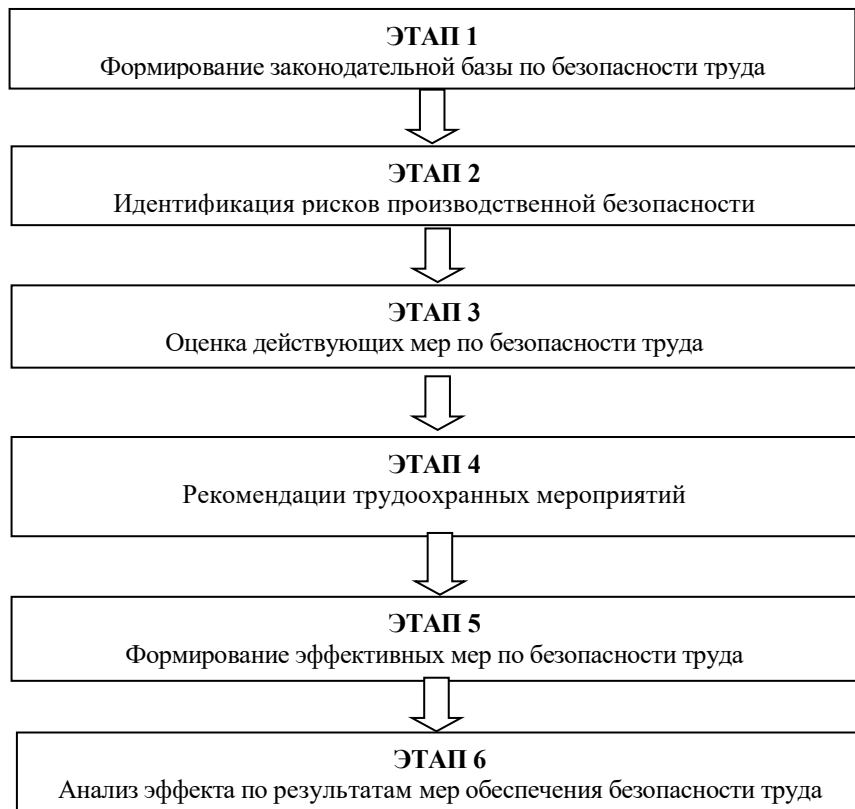 ЭТАП 1
Формирование законодательной базы по безопасности труда
ЭТАП 2
Идентификация рисков производственной безопасности
ЭТАП 3
Оценка действующих мер по безопасности труда
ЭТАП 4
Рекомендации трудоохранных мероприятий
ЭТАП 5
Формирование эффективных мер по безопасности труда
ЭТАП 6
Анализ эффекта по результатам мер обеспечения безопасности труда